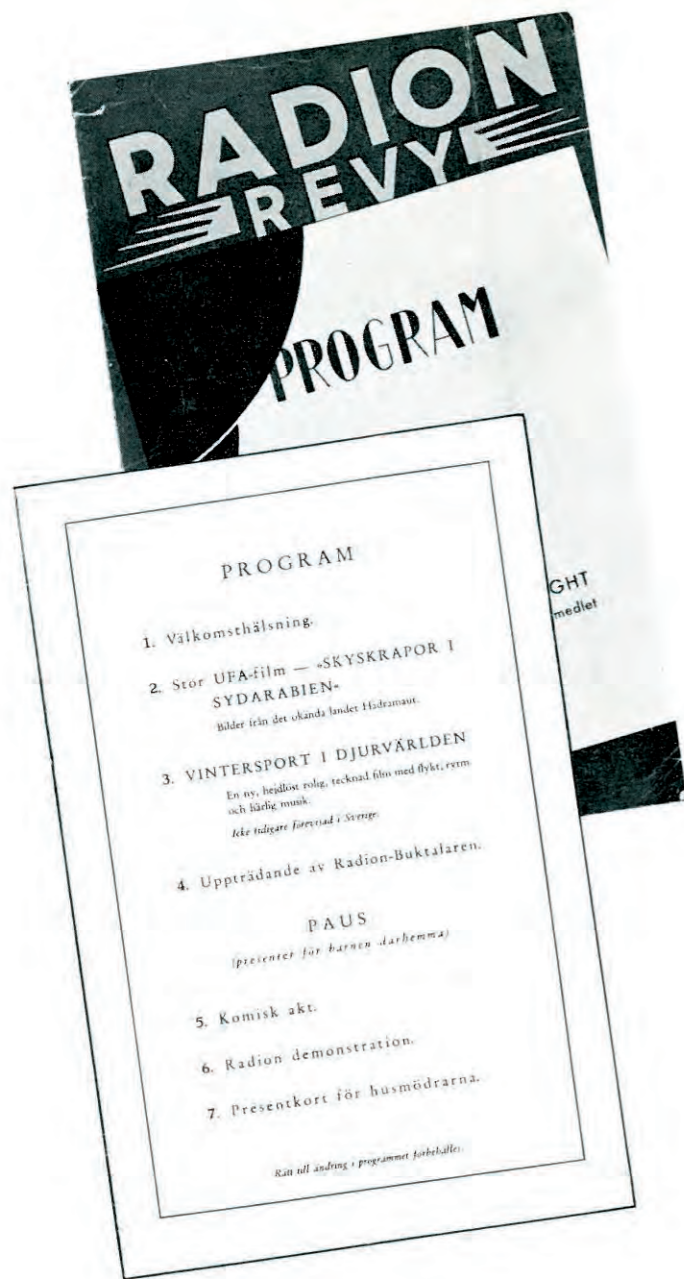 RADION
REVY
PROGRAM
GHT
medlet
PROGRAM
1. Välkomsthälsning.
2. Stor UFA-film — »SKYSKRAPOR I
SYDARABIEN»
Bilder från det okända landet Hadramaut.
3. VINTERSPORT I DJURVÄRLDEN
En ny, hejdlöst rolig, tecknad film med flykt, rytm
och härlig musik.
Icke tidigare förevisad i Sverige.
4. Uppträdande av Radion-Buktalaren.
PAUS
(presenter för barnen därhemma)
5. Komisk akt.
6. Radion demonstration.
7. Presentkort för husmödrarna.
Rätt till ändring i programmet förbehålles.